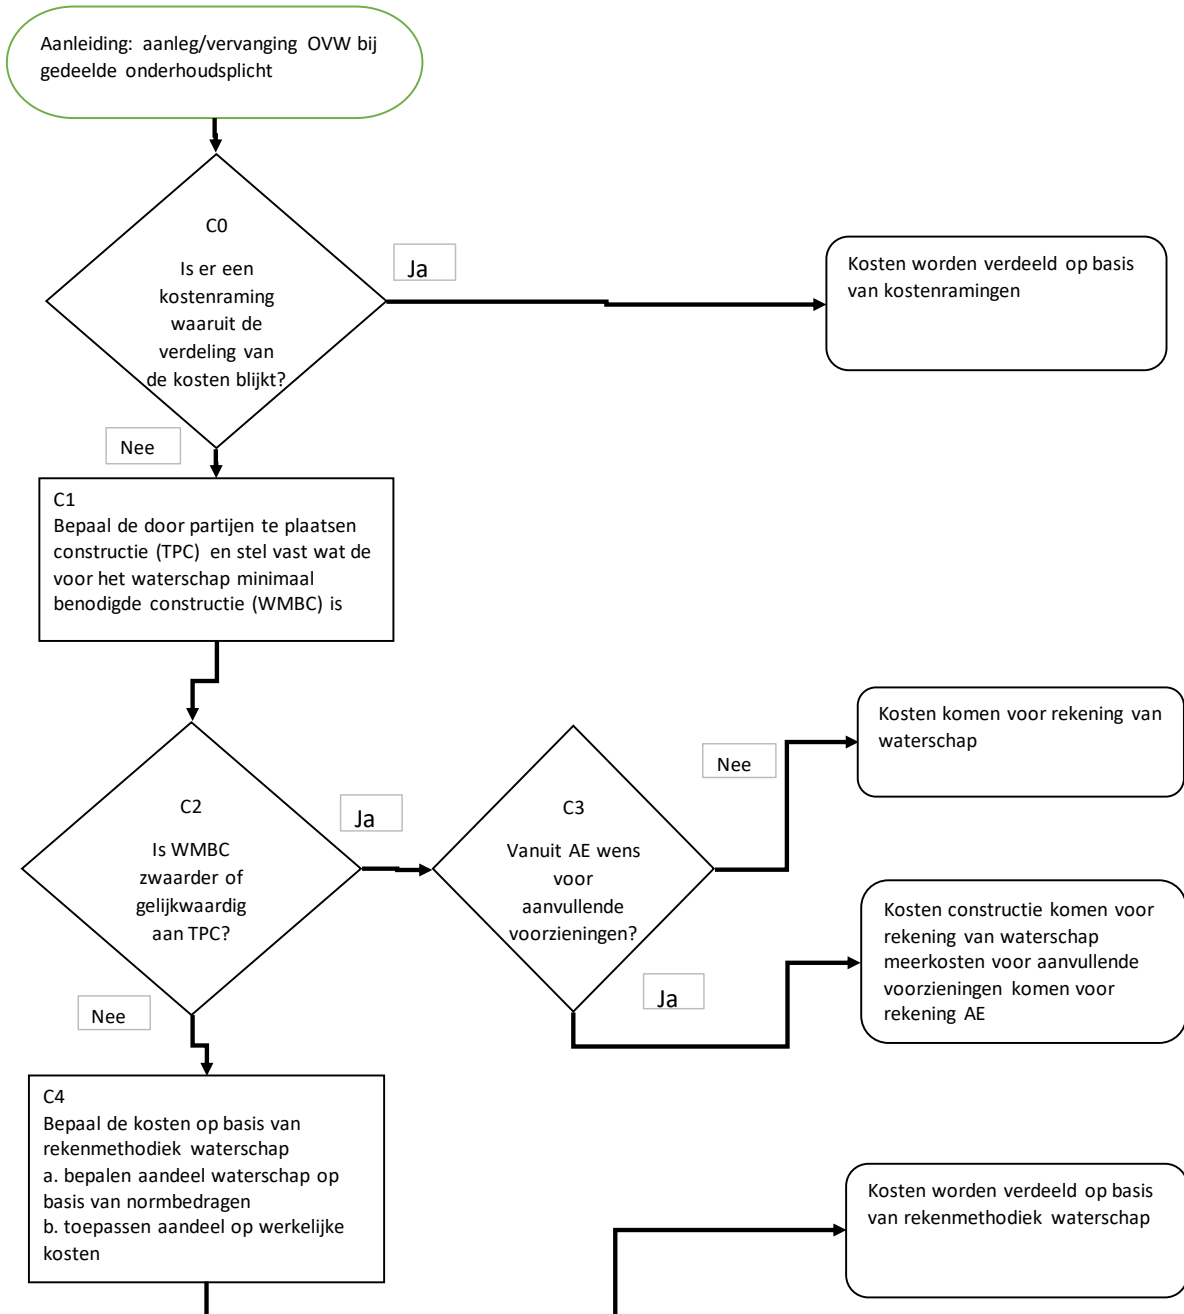 Aanleiding: aanleg/vervanging OVW bij
gedeelde onderhoudsplicht
C0
Is er een
kostenraming
waaruit de
verdeling van
de kosten blijkt?
Ja
Kosten worden verdeeld op basis
van kostenramingen
Nee
C1
Bepaal de door partijen te plaatsen
constructie (TPC) en stel vast wat de
voor het waterschap minimaal
benodigde constructie (WMBC) is
C2
Is WMBC
zwaarder of
gelijkwaardig
aan TPC?
Ja
C3
Vanuit AE wens
voor
aanvullende
voorzieningen?
Nee
Kosten komen voor rekening van
waterschap
Ja
Kosten constructie komen voor
rekening van waterschap
meerkosten voor aanvullende
voorzieningen komen voor
rekening AE
Nee
C4
Bepaal de kosten op basis van
rekenmethodiek waterschap
a. bepalen aandeel waterschap op
basis van normbedragen
b. toepassen aandeel op werkelijke
kosten
Kosten worden verdeeld op basis
van rekenmethodiek waterschap